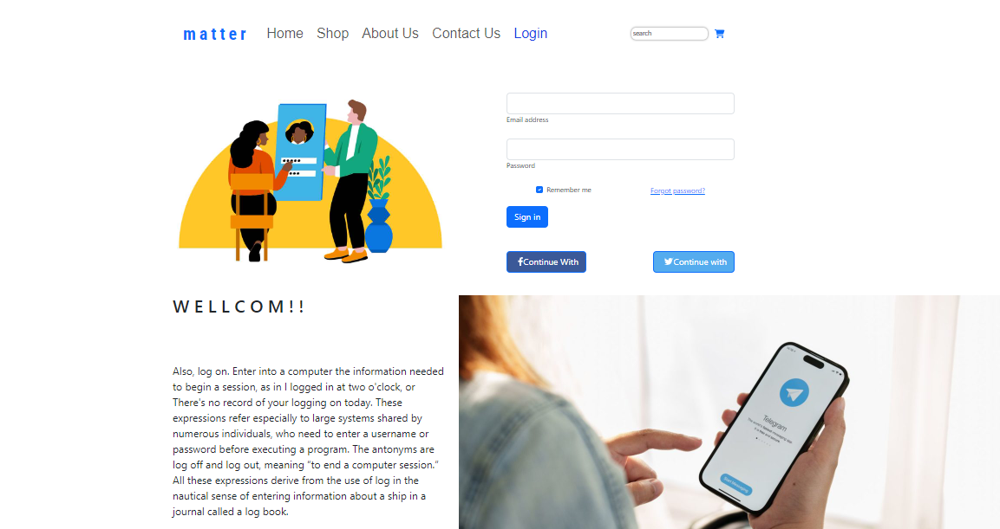 matter Home Shop About Us Contact Us Login search
Email address
Password
Remember me Forgot password?
Sign in
Continue With Continue with
WELLCOM!!
Also, log on. Enter into a computer the information needed
to begin a session, as in I logged in at two o'clock, or
There's no record of your logging on today. These
expressions refer especially to large systems shared by
numerous individuals, who need to enter a username or
password before executing a program. The antonyms are
log off and log out, meaning “to end a computer session.”
All these expressions derive from the use of log in the
nautical sense of entering information about a ship in a
journal called a log book.
Telegram
Start Messaging